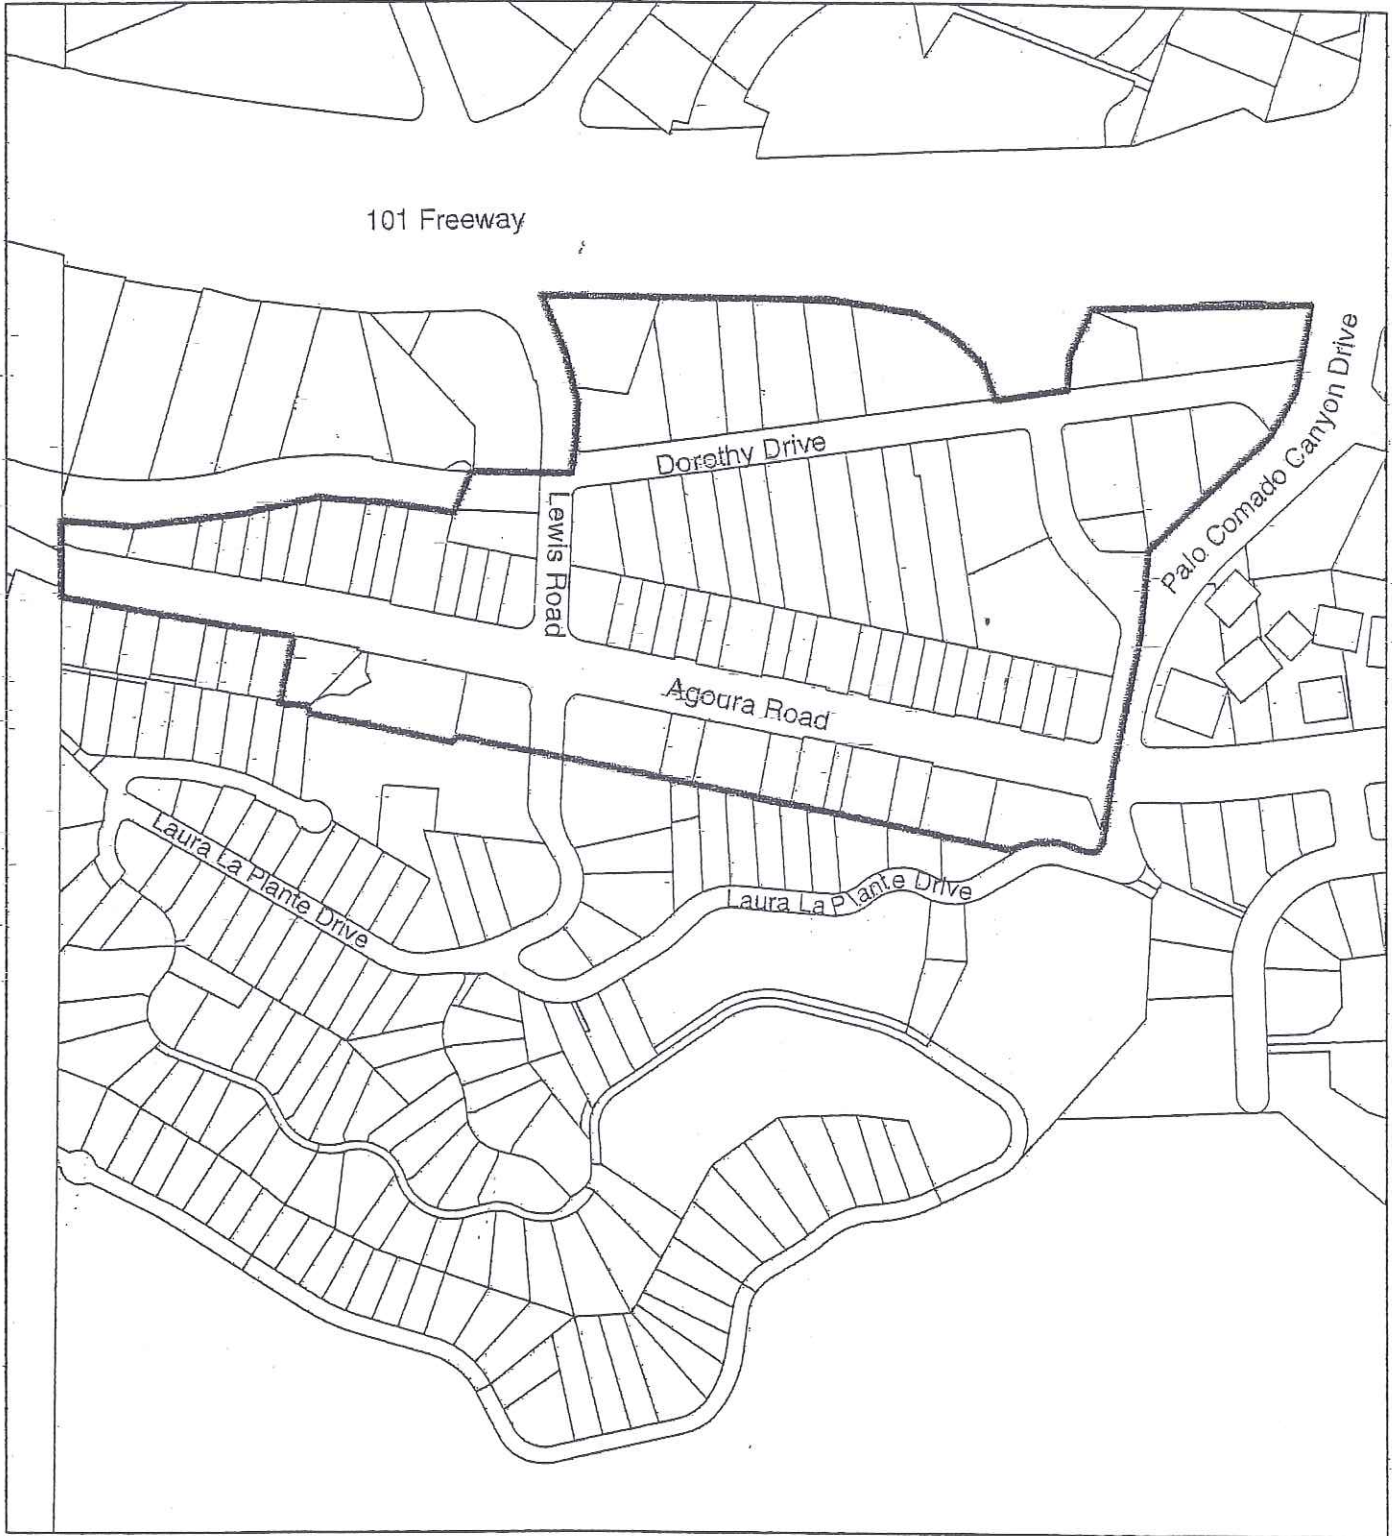 101 Freeway
Palo Comado Canyon Drive
Dorothy Drive
Lewis Road
Agoura Road
Laura La Plante Drive
Laura La Plante Drive